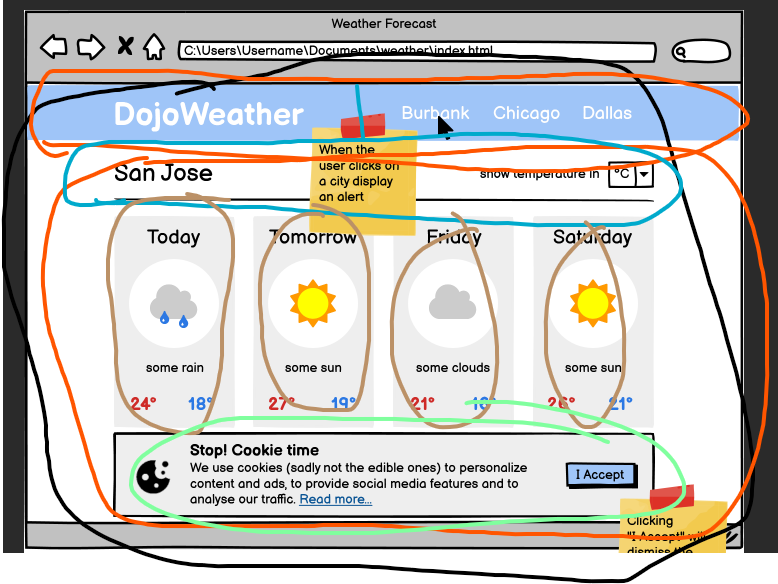 Weather Forecast
C:\Users\Username\Documents\weather\index.html
DojoWeather
Burbank
Chicago
Dallas
When the
user clicks on
a city display
an alert
San Jose
show temperature in
°C
Today
Tomorrow
Friday
Saturday
some rain
some sun
some clouds
some sun
24°
18°
27°
19°
21°
16°
26°
21°
Stop! Cookie time
We use cookies (sadly not the edible ones) to personalize
content and ads, to provide social media features and to
analyse our traffic. Read more...
I Accept
Clicking
"I Accept" will
dismiss the